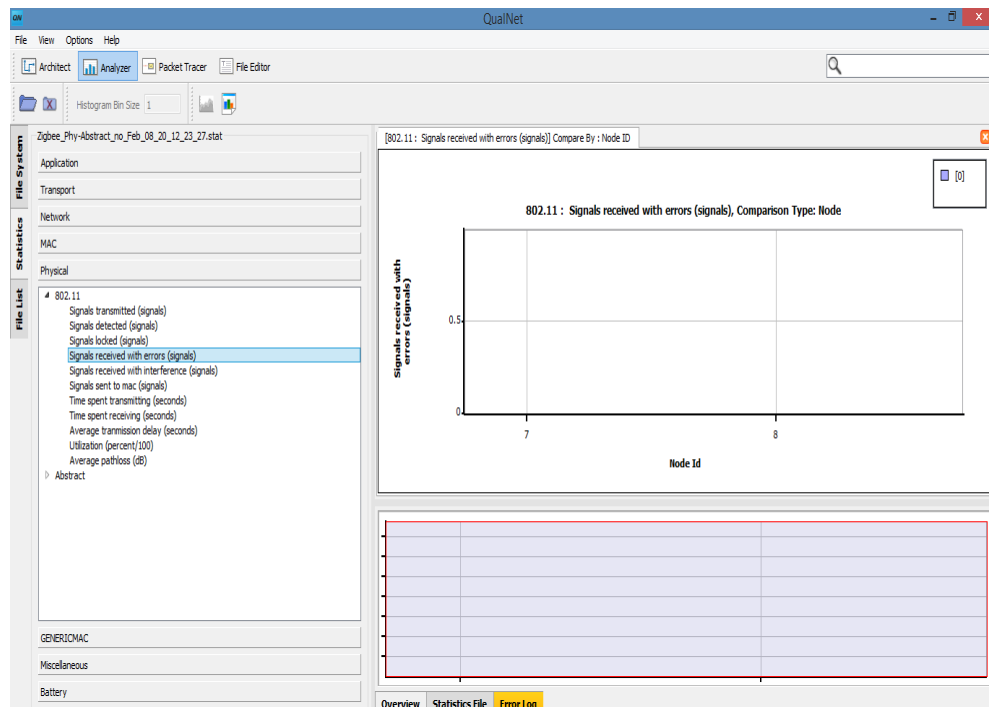 QN
QualNet
File View Options Help
Architect Analyzer Packet Tracer File Editor
Histogram Bin Size 1
File System
Statistics
File List
Zigbee_Phy-Abstract_no_Feb_08_20_12_23_27.stat
Application
Transport
Network
MAC
Physical
802.11
Signals transmitted (signals)
Signals detected (signals)
Signals locked (signals)
Signals received with errors (signals)
Signals received with interference (signals)
Signals sent to mac (signals)
Time spent transmitting (seconds)
Time spent receiving (seconds)
Average tranmission delay (seconds)
Utilization (percent/100)
Average pathloss (dB)
Abstract
GENERICMAC
Miscellaneous
Battery
[802.11 : Signals received with errors (signals)] Compare By : Node ID
[0]
802.11 : Signals received with errors (signals), Comparison Type: Node
Signals received with
errors (signals)
0.5
0
7 8
Node Id
Overview Statistics File Error Log